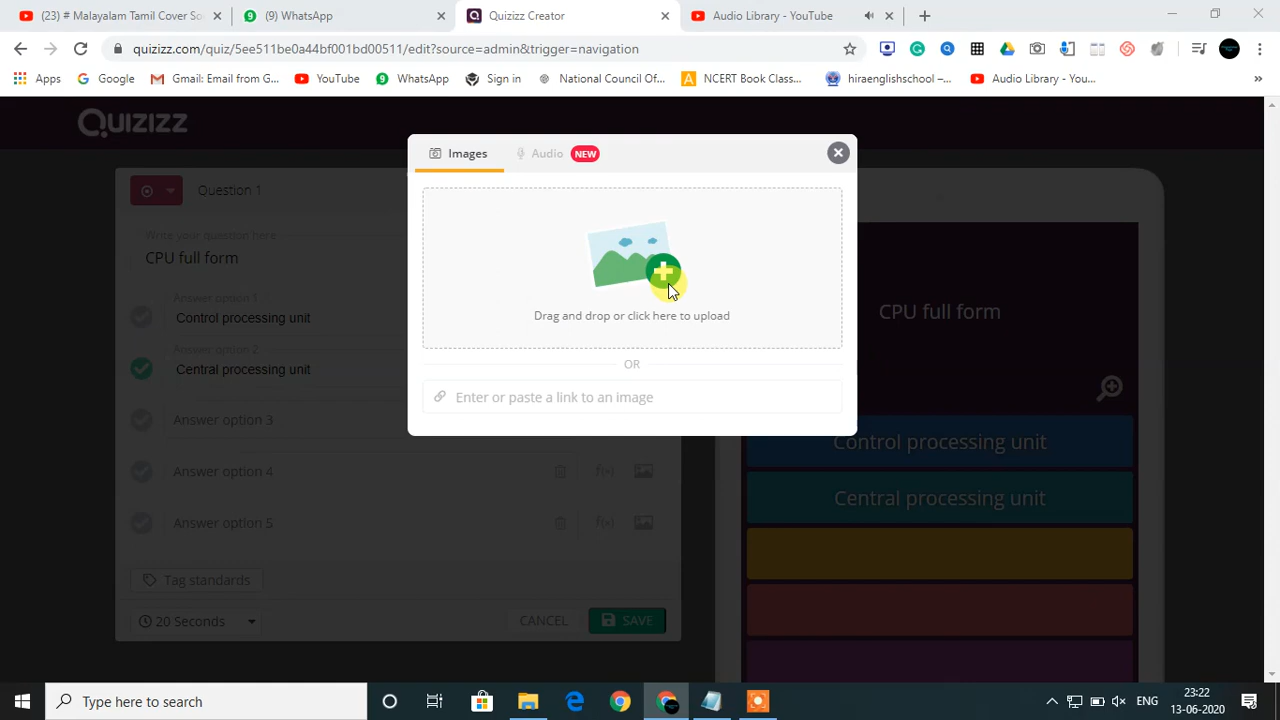 (23) # Malayalam Tamil Cover So
(9) WhatsApp
Quizizz Creator
Audio Library - YouTube
quizizz.com/quiz/5ee511be0a44bf001bd00511/edit?source=admin&trigger=navigation
Apps
Google
Gmail: Email from G...
YouTube
WhatsApp
Sign in
National Council Of...
NCERT Book Class...
hiraenglishschool –...
Audio Library - You...
»
Quizizz
Images
Audio
NEW
Question 1
Write your question here
CPU full form
Answer option 1
Control processing unit
Answer option 2
Central processing unit
Answer option 3
Answer option 4
f(x)
Answer option 5
f(x)
Tag standards
20 Seconds
CANCEL
SAVE
Drag and drop or click here to upload
OR
Enter or paste a link to an image
CPU full form
Control processing unit
Central processing unit
Type here to search
ENG
23:22
13-06-2020